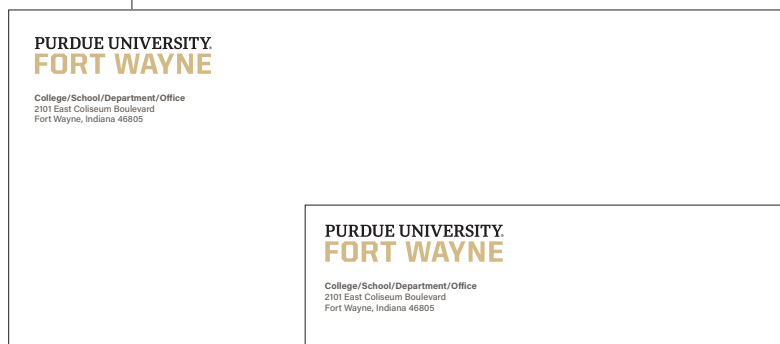 PURDUE UNIVERSITY®
FORT WAYNE
College/School/Department/Office
2101 East Coliseum Boulevard
Fort Wayne, Indiana 46805
PURDUE UNIVERSITY®
FORT WAYNE
College/School/Department/Office
2101 East Coliseum Boulevard
Fort Wayne, Indiana 46805